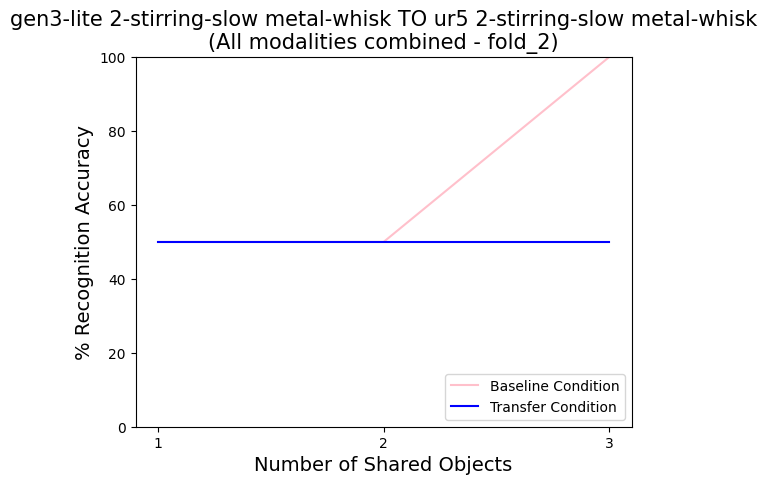 gen3-lite 2-stirring-slow metal-whisk TO ur5 2-stirring-slow metal-whisk
(All modalities combined - fold_2)
% Recognition Accuracy
100
80
60
40
20
0
Baseline Condition
Transfer Condition
1
2
3
Number of Shared Objects